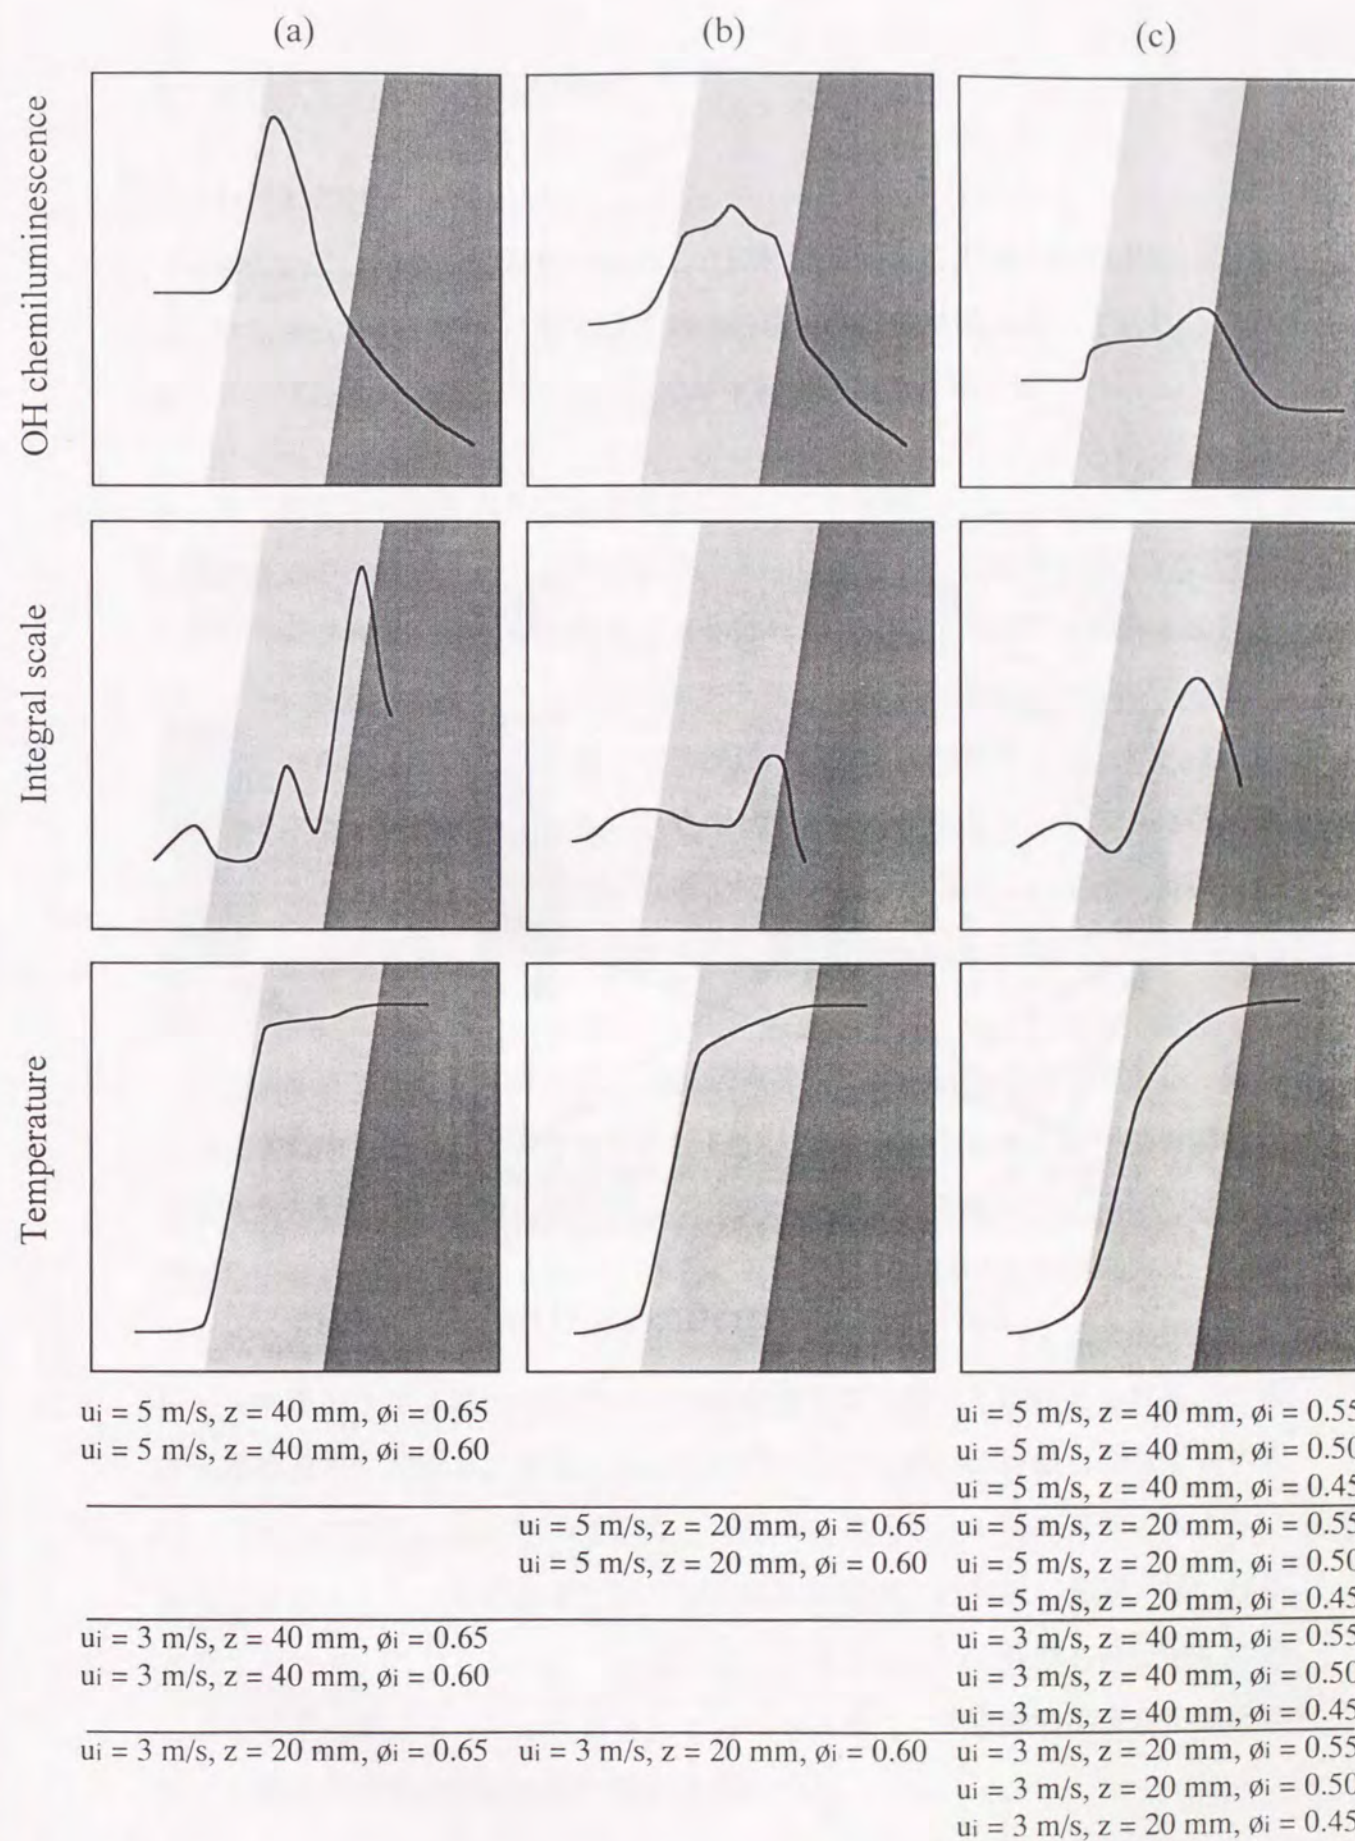 (a) (b) (c)
OH chemiluminescence
Integral scale
Temperature
ui = 5 m/s, z = 40 mm, øi = 0.65 ui = 5 m/s, z = 40 mm, øi = 0.55
ui = 5 m/s, z = 40 mm, øi = 0.60 ui = 5 m/s, z = 40 mm, øi = 0.50
ui = 5 m/s, z = 40 mm, øi = 0.45
ui = 5 m/s, z = 20 mm, øi = 0.65 ui = 5 m/s, z = 20 mm, øi = 0.55
ui = 5 m/s, z = 20 mm, øi = 0.60 ui = 5 m/s, z = 20 mm, øi = 0.50
ui = 5 m/s, z = 20 mm, øi = 0.45
ui = 3 m/s, z = 40 mm, øi = 0.65 ui = 3 m/s, z = 40 mm, øi = 0.55
ui = 3 m/s, z = 40 mm, øi = 0.60 ui = 3 m/s, z = 40 mm, øi = 0.50
ui = 3 m/s, z = 40 mm, øi = 0.45
ui = 3 m/s, z = 20 mm, øi = 0.65 ui = 3 m/s, z = 20 mm, øi = 0.60 ui = 3 m/s, z = 20 mm, øi = 0.55
ui = 3 m/s, z = 20 mm, øi = 0.50
ui = 3 m/s, z = 20 mm, øi = 0.45